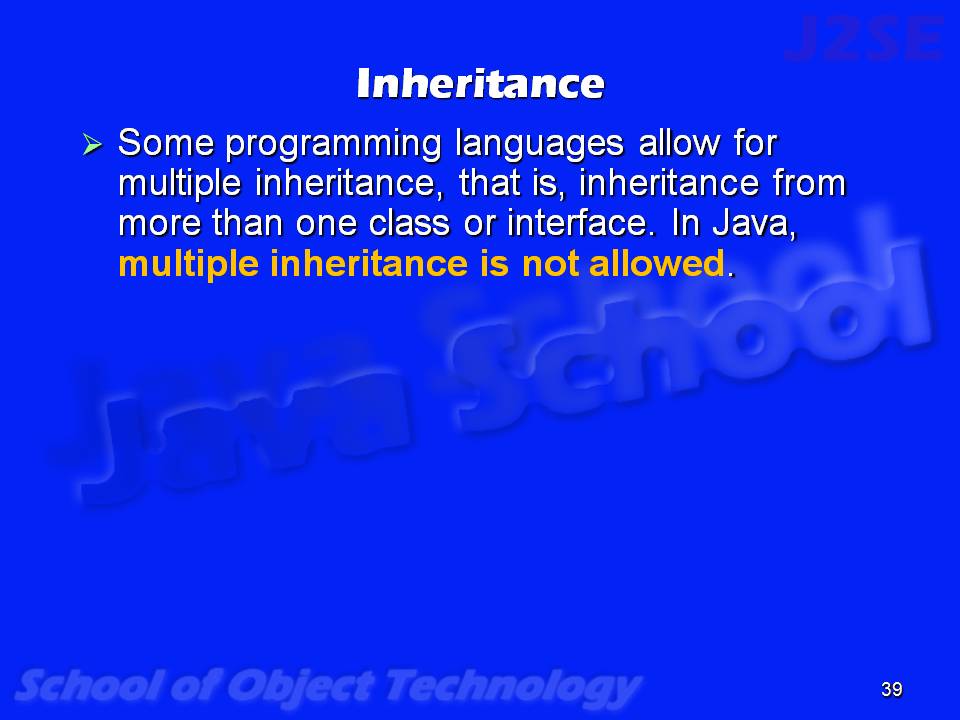 J2SE
Inheritance
Some programming languages allow for
multiple inheritance, that is, inheritance from
more than one class or interface. In Java,
multiple inheritance is not allowed.
Java School
School of Object Technology
39